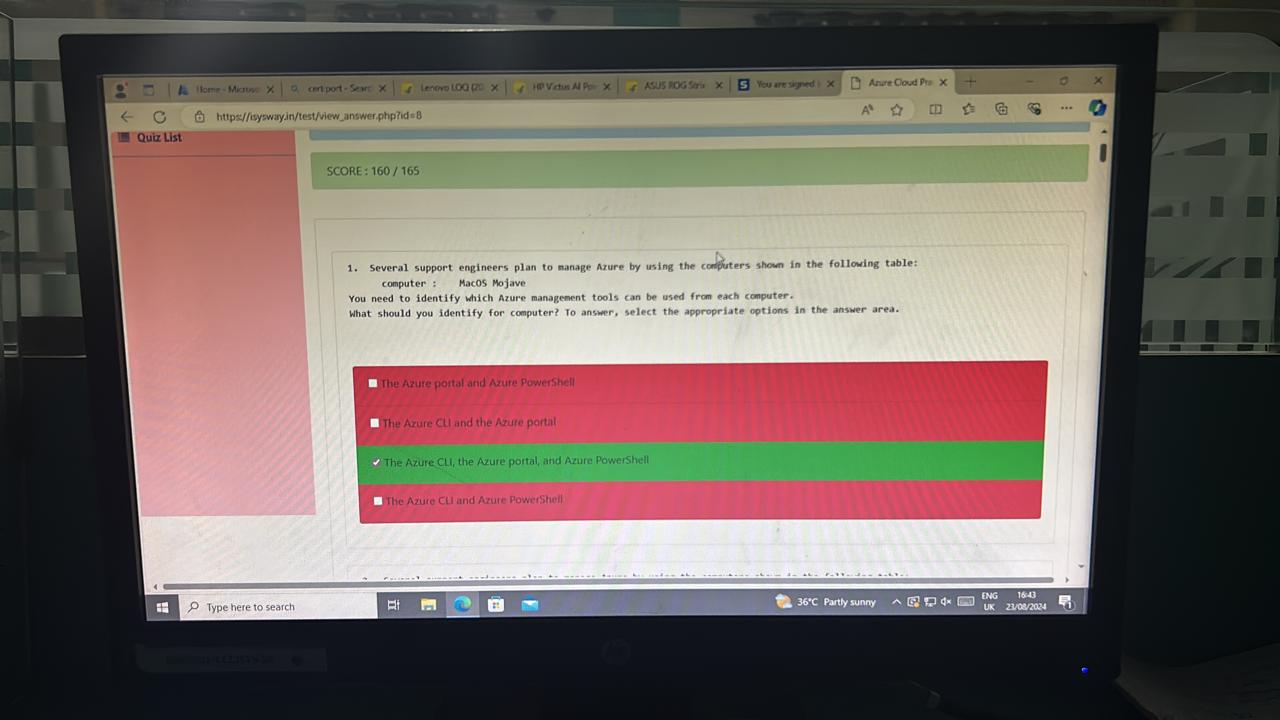 Home - Microso
cert port - Searc
Lenovo LOQ (20
HP Victus AI Po
ASUS ROG Strix
You are signed
Azure Cloud Pra
https://isysway.in/test/view_answer.php?id=8
Quiz List
SCORE : 160 / 165
1. Several support engineers plan to manage Azure by using the computers shown in the following table:
computer : MacOS Mojave
You need to identify which Azure management tools can be used from each computer.
What should you identify for computer? To answer, select the appropriate options in the answer area.
The Azure portal and Azure PowerShell
The Azure CLI and the Azure portal
The Azure CLI, the Azure portal, and Azure PowerShell
The Azure CLI and Azure PowerShell
Type here to search
36°C Partly sunny
ENG
UK
16:43
23/08/2024